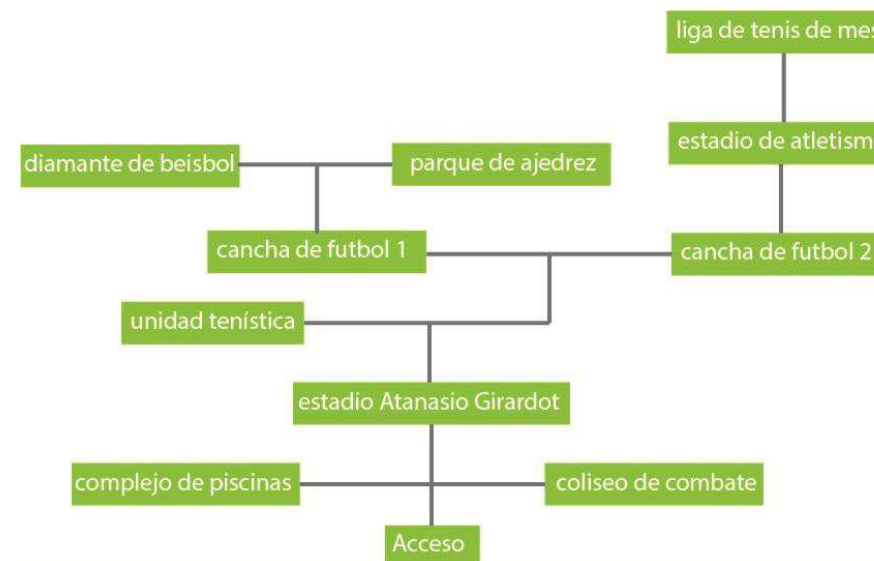 liga de tenis de mes
estadio de atletism
diamante de beisbol
parque de ajedrez
cancha de futbol 1
cancha de futbol 2
unidad tenística
estadio Atanasio Girardot
complejo de piscinas
coliseo de combate
Acceso